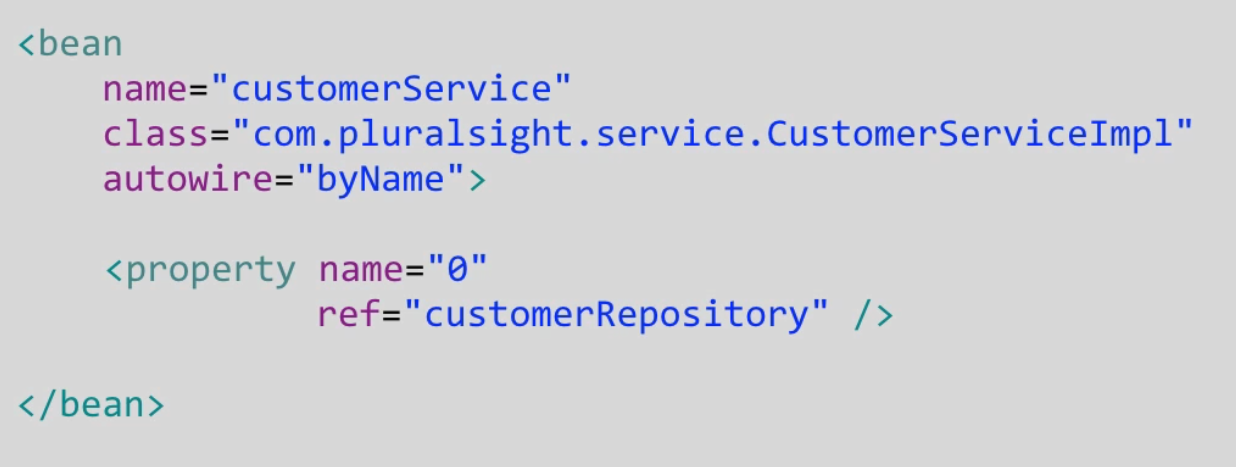 <bean
name="customerService"
class="com.pluralsight.service.CustomerServiceImpl"
autowire="byName">
<property name="0"
ref="customerRepository" />
</bean>